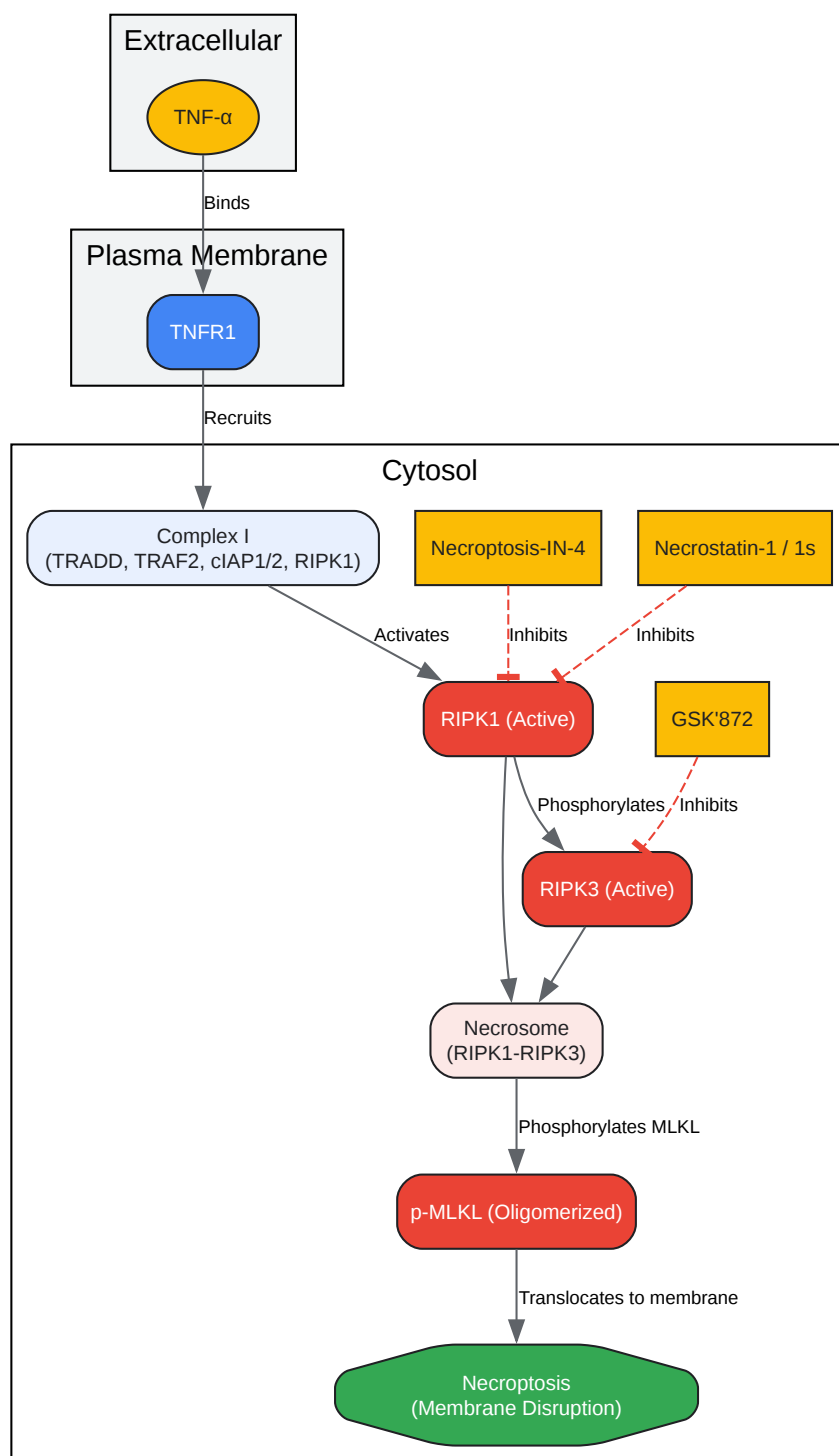 Extracellular
TNF-α
Binds
Plasma Membrane
TNFR1
Recruits
Cytosol
Complex I
(TRADD, TRAF2, cIAP1/2, RIPK1)
Necroptosis-IN-4
Necrostatin-1 / 1s
Activates
Inhibits
Inhibits
RIPK1 (Active)
GSK'872
Phosphorylates
Inhibits
RIPK3 (Active)
Necrosome
(RIPK1-RIPK3)
Phosphorylates MLKL
p-MLKL (Oligomerized)
Translocates to membrane
Necroptosis
(Membrane Disruption)